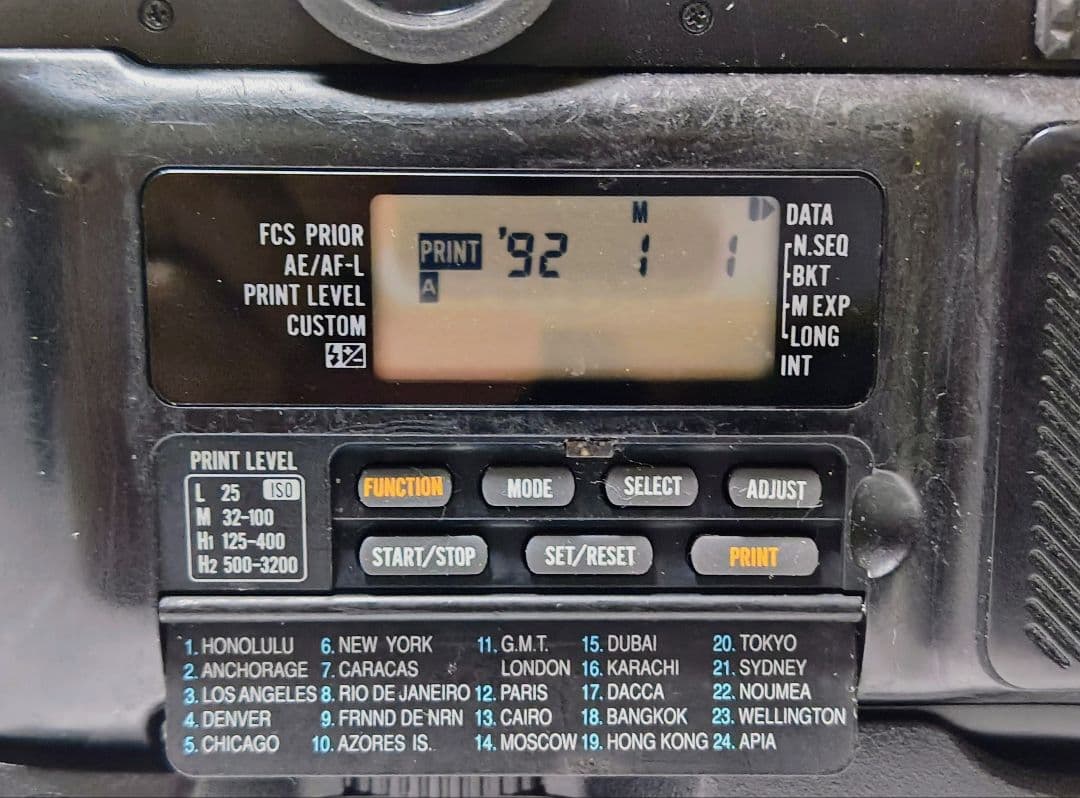 FCS PRIOR
AE/AF-L
PRINT LEVEL
CUSTOM
M
PRINT '92 1 1
A
DATA
N.SEQ
BKT
M EXP
LONG
INT
PRINT LEVEL
L 25 ISO
M 32-100
H1 125-400
H2 500-3200
FUNCTION MODE SELECT ADJUST
START/STOP SET/RESET PRINT
1. HONOLULU 6. NEW YORK 11. G.M.T. 15. DUBAI 20. TOKYO
2. ANCHORAGE 7. CARACAS LONDON 16. KARACHI 21. SYDNEY
3. LOS ANGELES 8. RIO DE JANEIRO 12. PARIS 17. DACCA 22. NOUMEA
4. DENVER 9. FRNND DE NRN 13. CAIRO 18. BANGKOK 23. WELLINGTON
5. CHICAGO 10. AZORES IS. 14. MOSCOW 19. HONG KONG 24. APIA